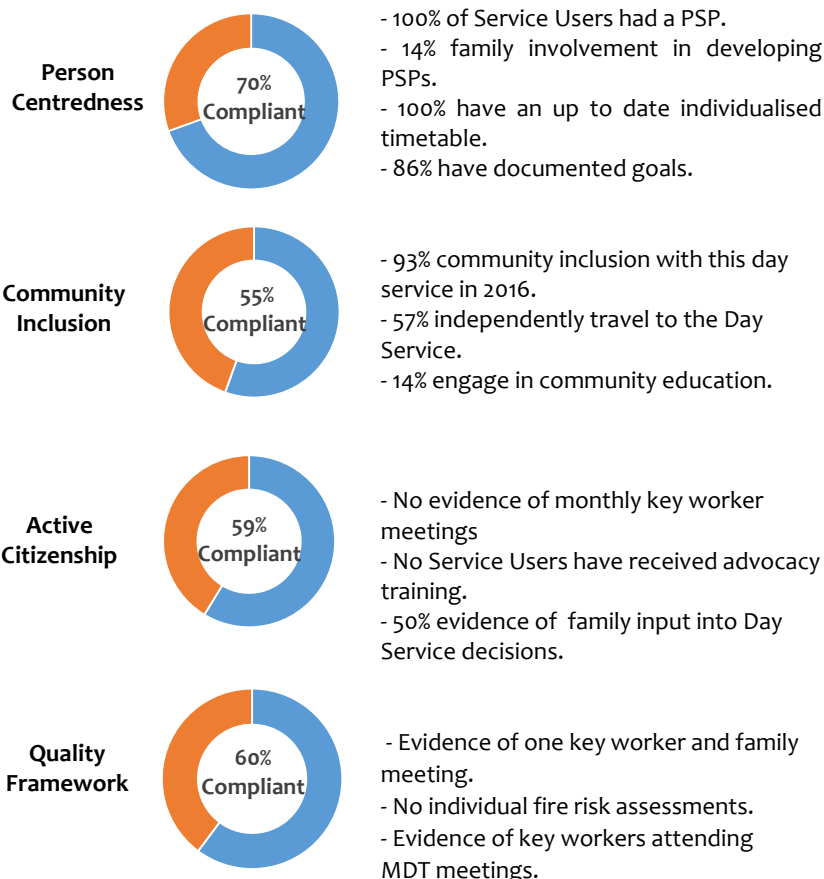 Person
Centredness
70%
Compliant
- 100% of Service Users had a PSP.
- 14% family involvement in developing
PSPs.
- 100% have an up to date individualised
timetable.
- 86% have documented goals.
Community
Inclusion
55%
Compliant
- 93% community inclusion with this day
service in 2016.
- 57% independently travel to the Day
Service.
- 14% engage in community education.
Active
Citizenship
59%
Compliant
- No evidence of monthly key worker
meetings
- No Service Users have received advocacy
training.
- 50% evidence of family input into Day
Service decisions.
Quality
Framework
60%
Compliant
- Evidence of one key worker and family
meeting.
- No individual fire risk assessments.
- Evidence of key workers attending
MDT meetings.